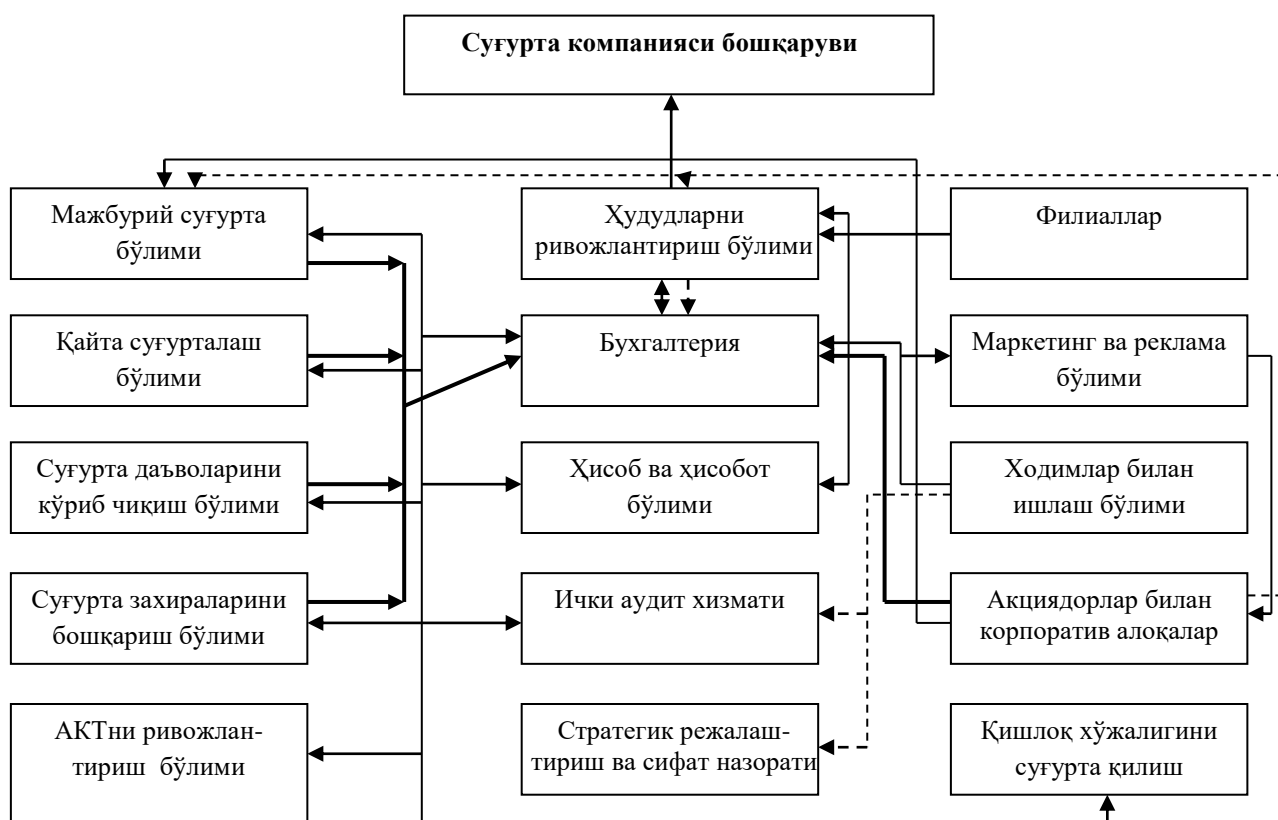 Суғурта компанияси бошқаруви
Мажбурий суғурта
бўлими
Ҳудудларни
ривожлантириш бўлими
Филиаллар
Қайта суғурталаш
бўлими
Бухгалтерия
Маркетинг ва реклама
бўлими
Суғурта даъволарини
кўриб чиқиш бўлими
Ҳисоб ва ҳисобот
бўлими
Ходимлар билан
ишлаш бўлими
Суғурта захираларини
бошқариш бўлими
Ички аудит хизмати
Акциядорлар билан
корпоратив алоқалар
АКТни ривожлан-
тириш бўлими
Стратегик режалаш-
тириш ва сифат назорати
Қишлоқ хўжалигини
суғурта қилиш